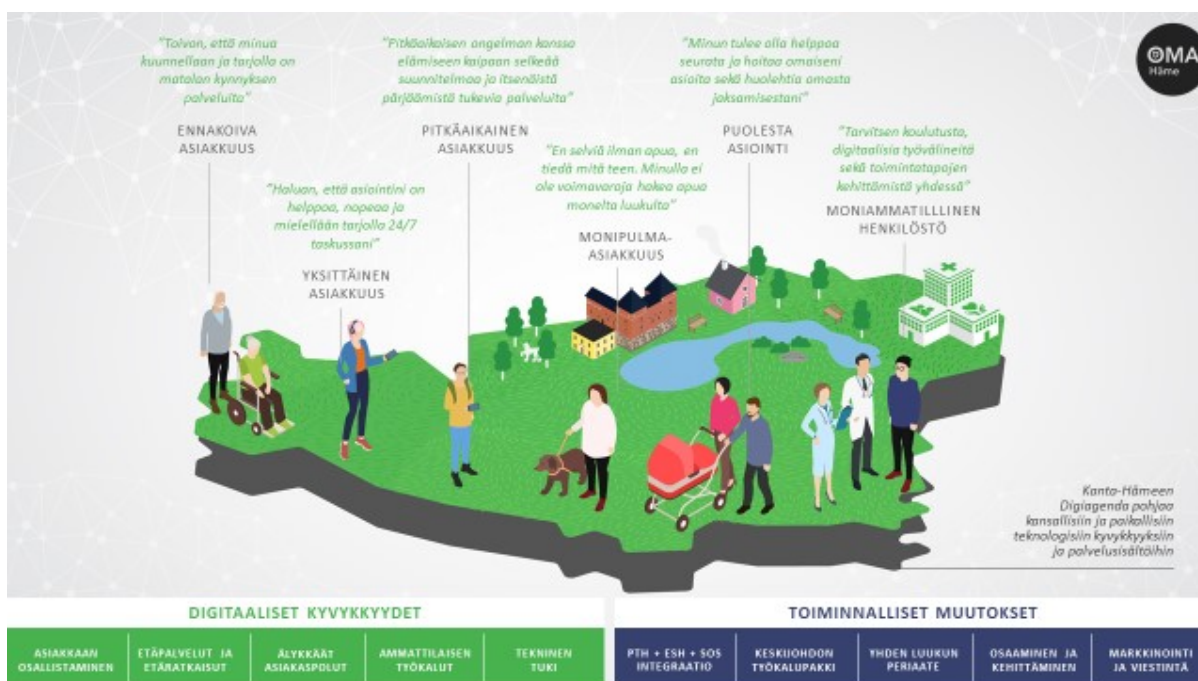 "Toivon, että minua
kuunnellaan ja tarjolla on
matalan kynnyksen
palveluita"
ENNAKOIVA
ASIAKKUUS
"Haluan, että asiointini on
helppoa, nopeaa ja
mielellään tarjolla 24/7
taskussani"
YKSITTÄINEN
ASIAKKUUS
"Pitkäaikaisen ongelman kanssa
elämiseen kaipaan selkeää
suunnitelmaa ja itsenäistä
pärjäämistä tukevia palveluita"
PITKÄAIKAINEN
ASIAKKUUS
"En selviä ilman apua, en
tiedä mitä teen. Minulla ei
ole voimavaroja hakea apua
monelta luukulta"
MONIPULMA-
ASIAKKUUS
"Minun tulee olla helppoa
seurata ja hoitaa omaiseni
asioita sekä huolehtia omasta
jaksamisestani"
PUOLESTA
ASIOINTI
"Tarvitsen koulutusta,
digitaalisia työvälineitä
sekä toimintatapojen
kehittämistä yhdessä"
MONIAMMATILLLINEN
HENKILÖSTÖ
OMA
Häme
Kanta-Hämeen
Digiagenda pohjaa
kansallisiin ja paikallisiin
teknologisiin kyvykkyyksiin
ja palvelusisältöihin
DIGITAALISET KYVYKKYYDET
ASIAKKAAN
OSALLISTAMINEN
ETÄPALVELUT JA
ETÄRATKAISUT
ÄLYKKÄÄT
ASIAKASPOLUT
AMMATTILAISEN
TYÖKALUT
TEKNINEN
TUKI
TOIMINNALLISET MUUTOKSET
PTH + ESH + SOS
INTEGRAATIO
KESKIJOHDON
TYÖKALUPAKKI
YHDEN LUUKUN
PERIAATE
OSAAMINEN JA
KEHITTÄMINEN
MARKKINOINTI
JA VIESTINTÄ